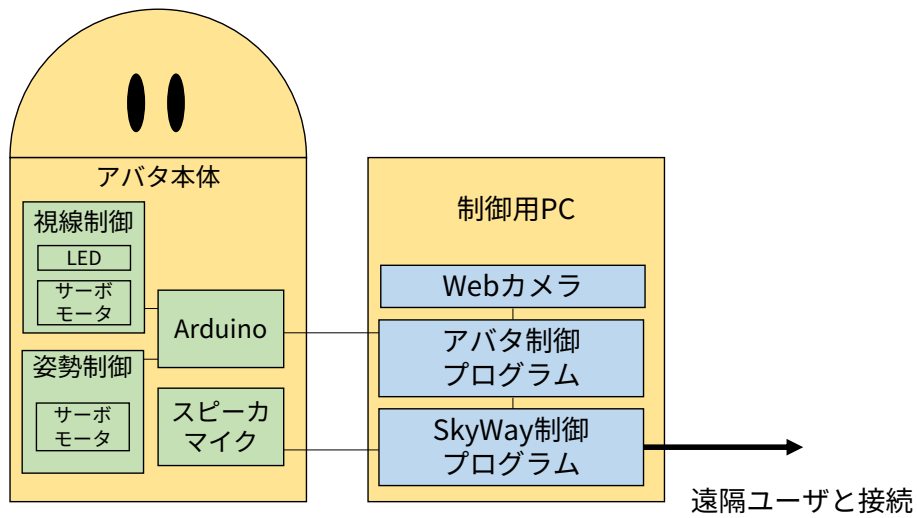 アバタ本体
視線制御
LED
サーボ
モータ
Arduino
姿勢制御
サーボ
モータ
スピーカ
マイク
制御用PC
Webカメラ
アバタ制御
プログラム
SkyWay制御
プログラム
遠隔ユーザと接続